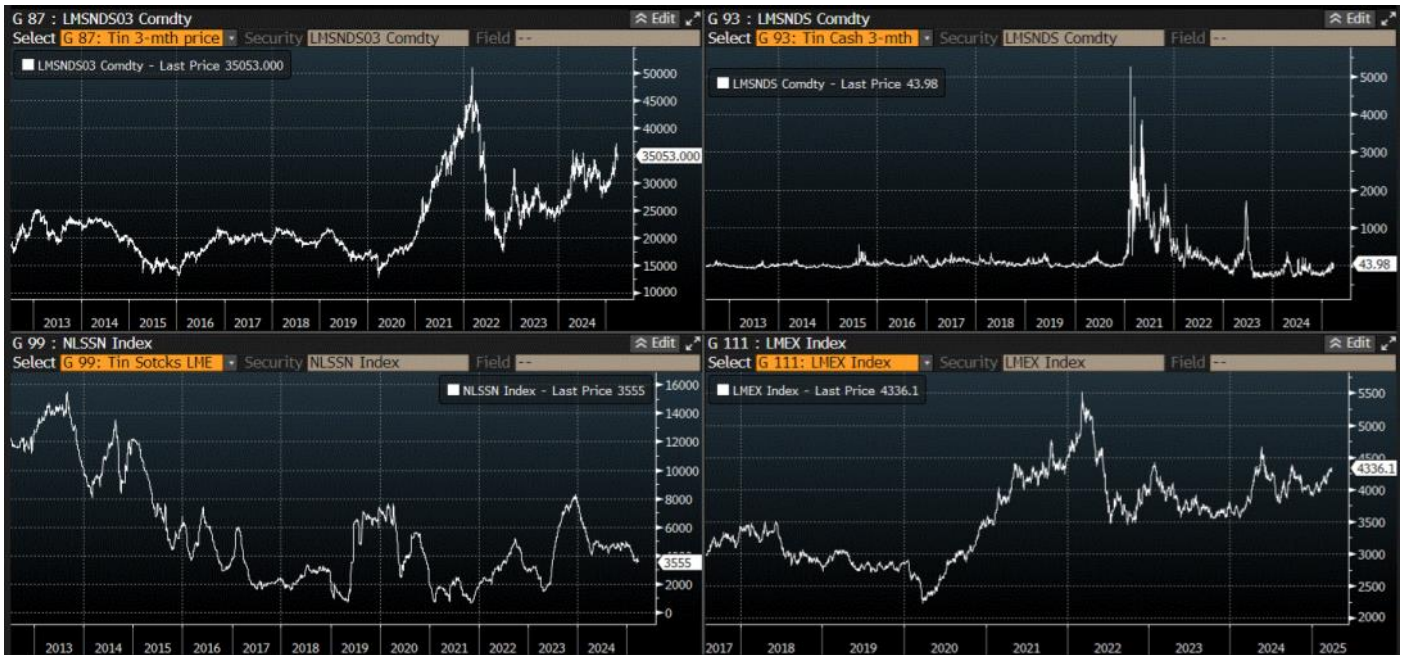 G 87 : LMSNDS03 Comdty
Edit
Select G 87: Tin 3-mth price Security LMSNDS03 Comdty Field --
LMSNDS03 Comdty - Last Price 35053.000
50000
45000
40000
35053.000
30000
25000
20000
15000
10000
2013 2014 2015 2016 2017 2018 2019 2020 2021 2022 2023 2024
G 93 : LMSNDS Comdty
Edit
Select G 93: Tin Cash 3-mth Security LMSNDS Comdty Field --
LMSNDS Comdty - Last Price 43.98
5000
4000
3000
2000
1000
43.98
2013 2014 2015 2016 2017 2018 2019 2020 2021 2022 2023 2024
G 99 : NLSSN Index
Edit
Select G 99: Tin Sotcks LME Security NLSSN Index Field --
NLSSN Index - Last Price 3555
16000
14000
12000
10000
8000
6000
3555
2000
0
2013 2014 2015 2016 2017 2018 2019 2020 2021 2022 2023 2024
G 111 : LMEX Index
Edit
Select G 111: LMEX Index Security LMEX Index Field --
LMEX Index - Last Price 4336.1
5500
5000
4500
4336.1
4000
3500
3000
2500
2000
2017 2018 2019 2020 2021 2022 2023 2024 2025